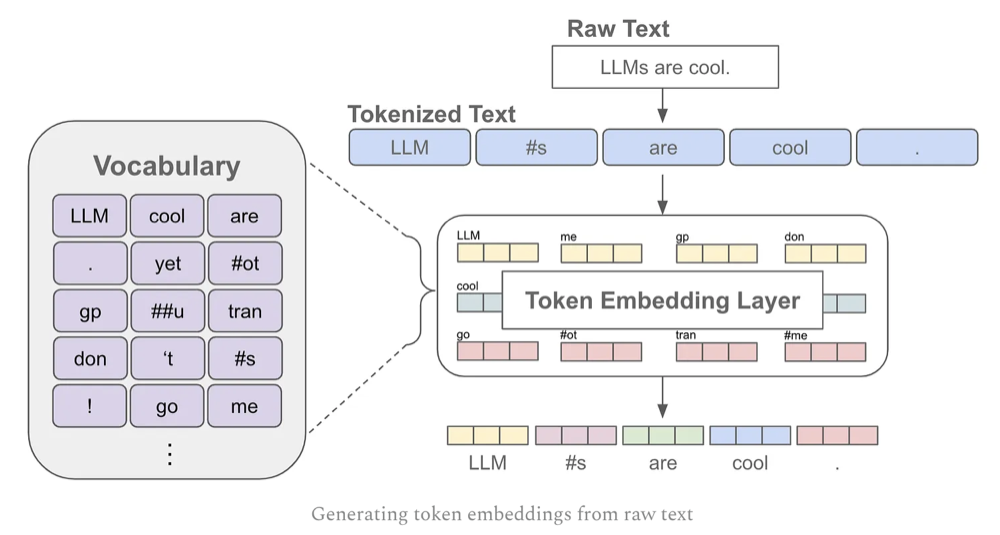 Raw Text
LLMs are cool.
Tokenized Text
LLM #s are cool .
Vocabulary
LLM cool are
. yet #ot
gp ##u tran
don ‘t #s
! go me
⋮
LLM me gp don
cool
Token Embedding Layer
go #ot tran #me
LLM #s are cool .
Generating token embeddings from raw text